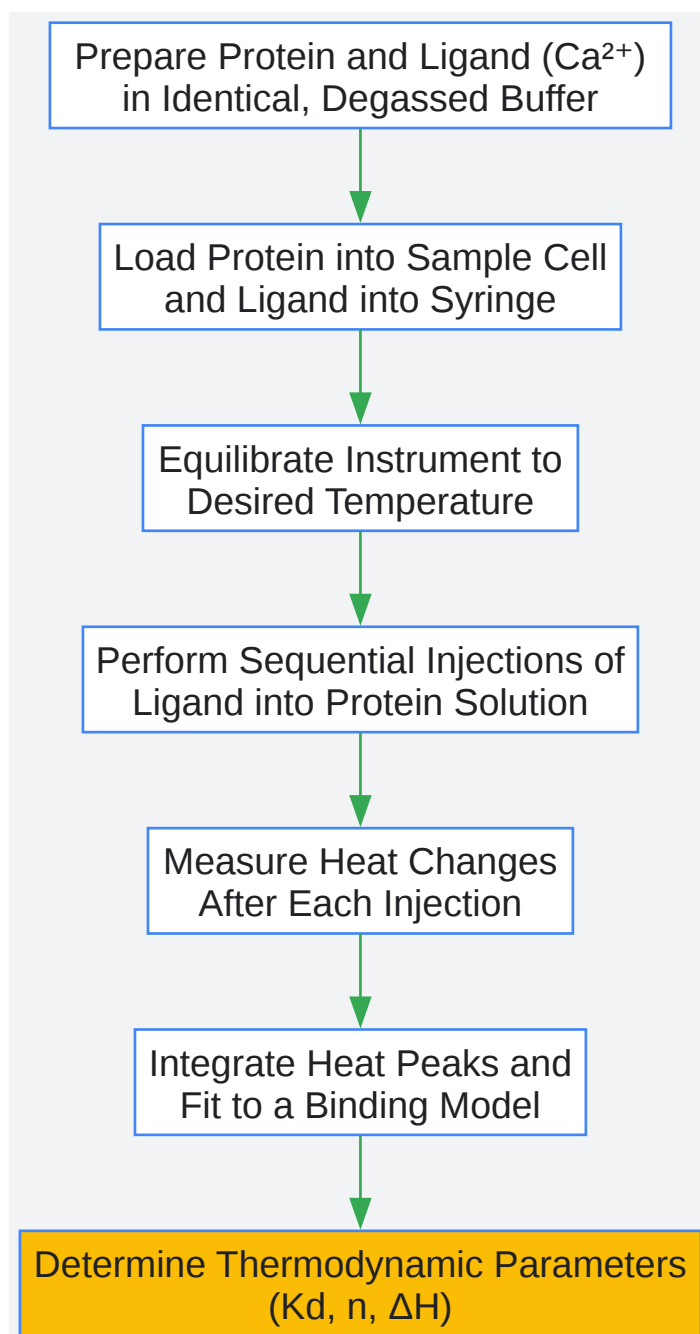 Prepare Protein and Ligand (Ca²⁺)
in Identical, Degassed Buffer
Load Protein into Sample Cell
and Ligand into Syringe
Equilibrate Instrument to
Desired Temperature
Perform Sequential Injections of
Ligand into Protein Solution
Measure Heat Changes
After Each Injection
Integrate Heat Peaks and
Fit to a Binding Model
Determine Thermodynamic Parameters
(Kd, n, ΔH)